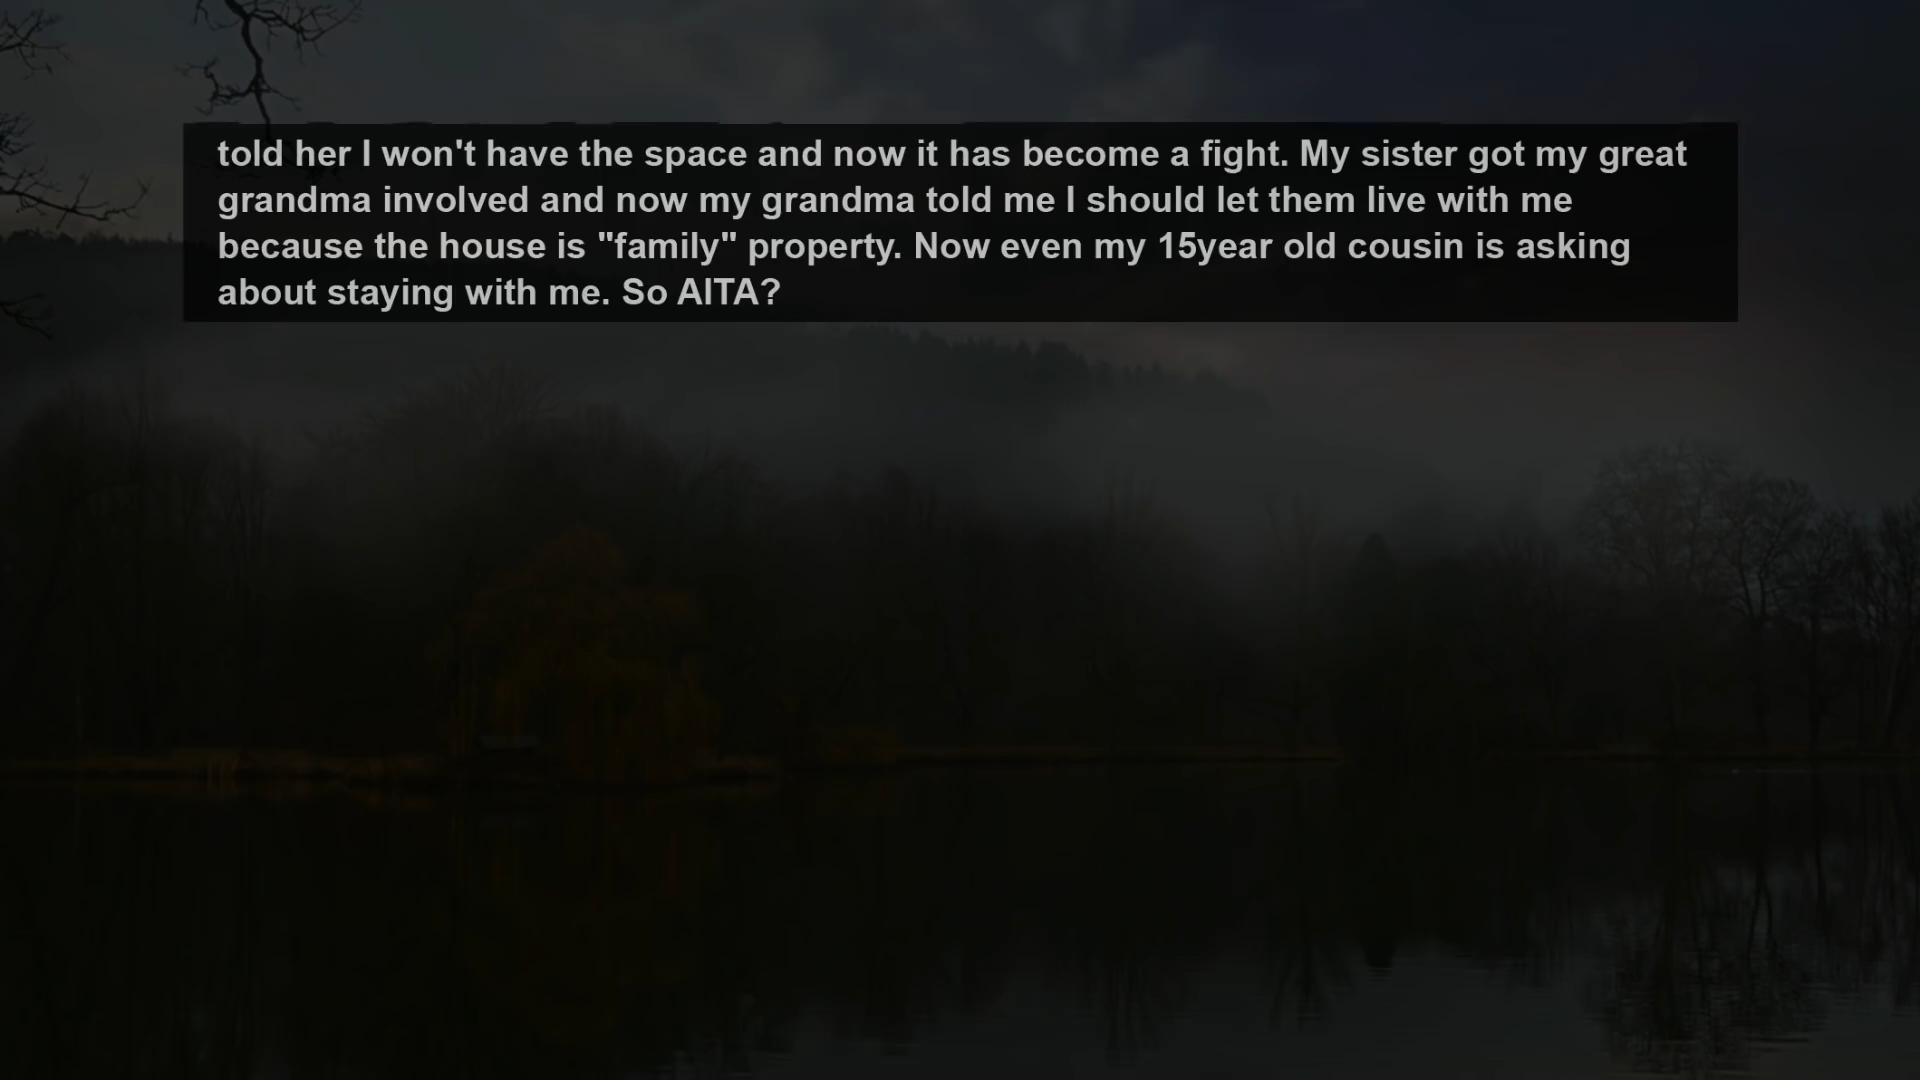 told her I won't have the space and now it has become a fight. My sister got my great
grandma involved and now my grandma told me I should let them live with me
because the house is "family" property. Now even my 15year old cousin is asking
about staying with me. So AITA?